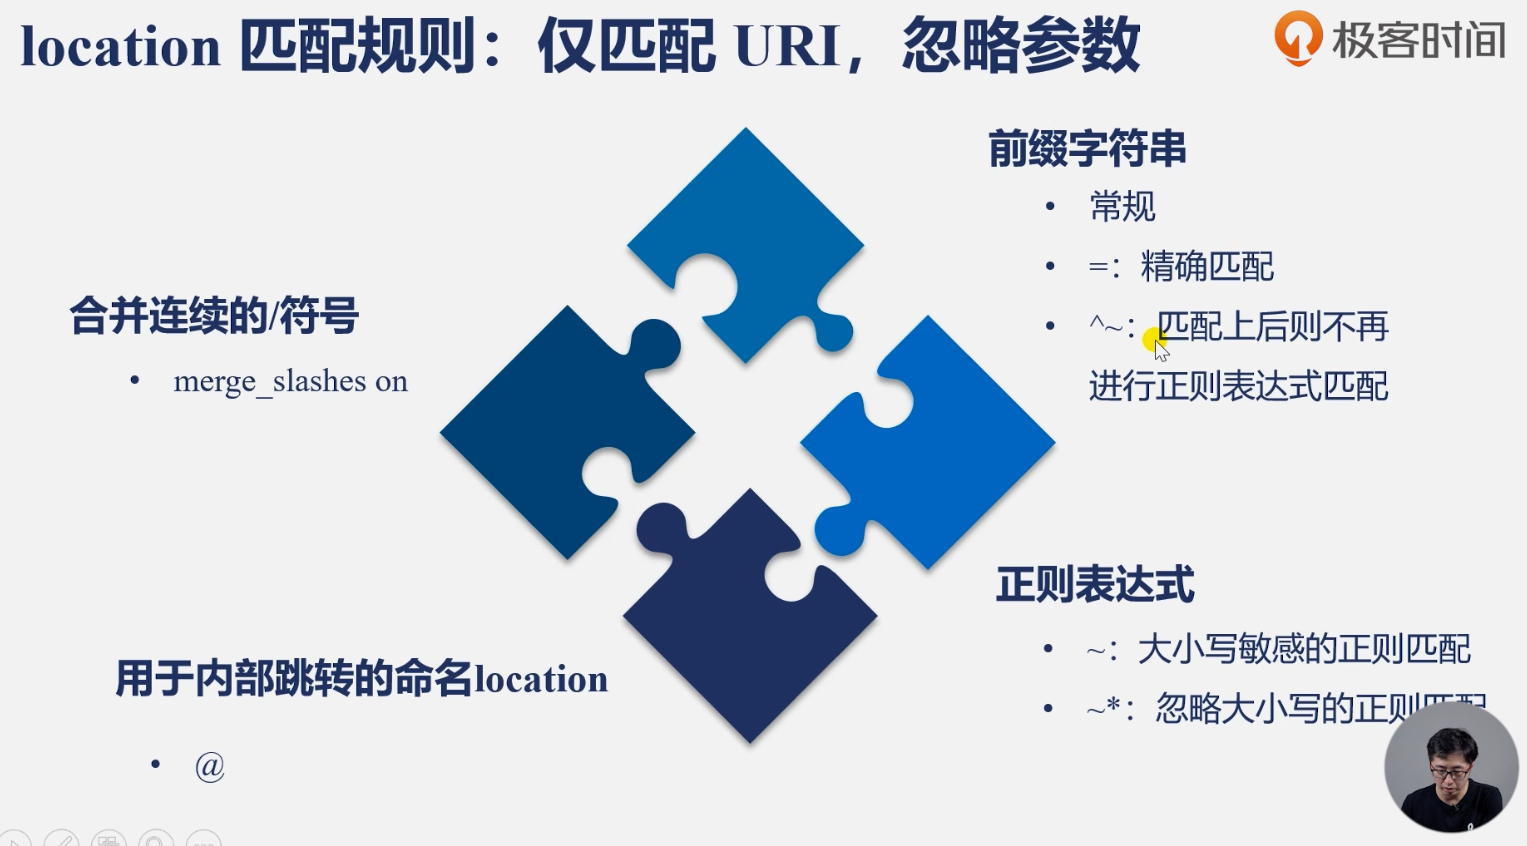 location 匹配规则：仅匹配 URI，忽略参数
极客时间
前缀字符串
• 常规
• =：精确匹配
• ^~：匹配上后则不再
进行正则表达式匹配
合并连续的/符号
• merge_slashes on
正则表达式
• ~：大小写敏感的正则匹配
• ~*：忽略大小写的正则匹配
用于内部跳转的命名location
• @